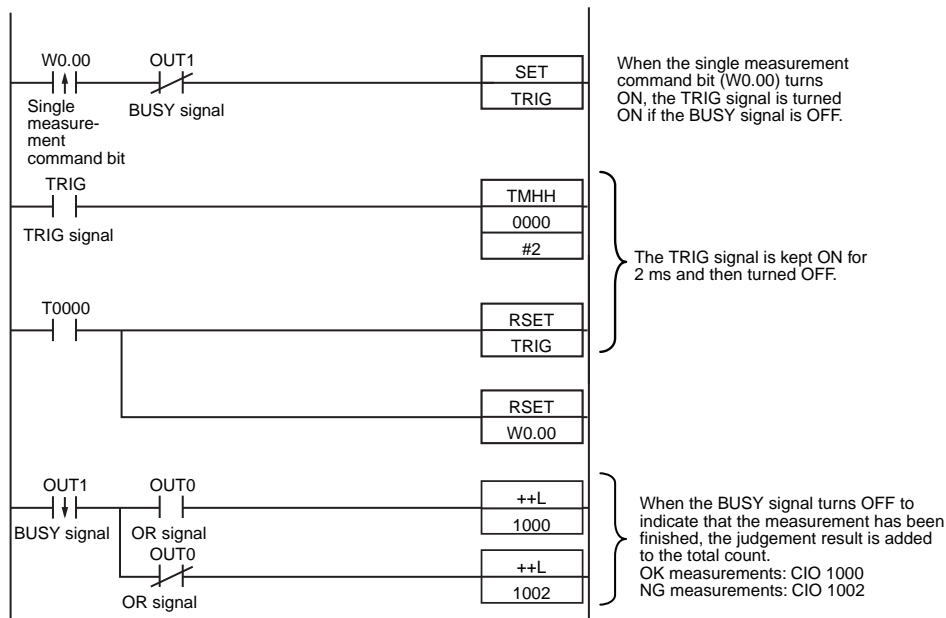 W0.00
OUT1
SET
TRIG
Single
measure-
ment
command bit
BUSY signal
When the single measurement
command bit (W0.00) turns
ON, the TRIG signal is turned
ON if the BUSY signal is OFF.
TRIG
TRIG signal
TMHH
0000
#2
The TRIG signal is kept ON for
2 ms and then turned OFF.
T0000
RSET
TRIG
RSET
W0.00
OUT1
OUT0
BUSY signal
OR signal
++L
1000
OUT0
OR signal
++L
1002
When the BUSY signal turns OFF to
indicate that the measurement has been
finished, the judgement result is added
to the total count.
OK measurements: CIO 1000
NG measurements: CIO 1002